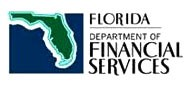 FLORIDA
DEPARTMENT OF
FINANCIAL
SERVICES